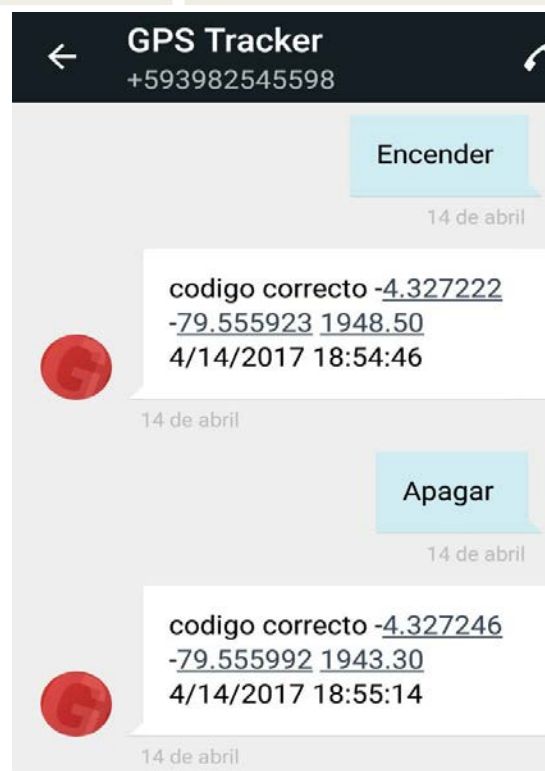 GPS Tracker
+593982545598
Encender
14 de abril
codigo correcto -4.327222
-79.555923 1948.50
4/14/2017 18:54:46
14 de abril
Apagar
14 de abril
codigo correcto -4.327246
-79.555992 1943.30
4/14/2017 18:55:14
14 de abril